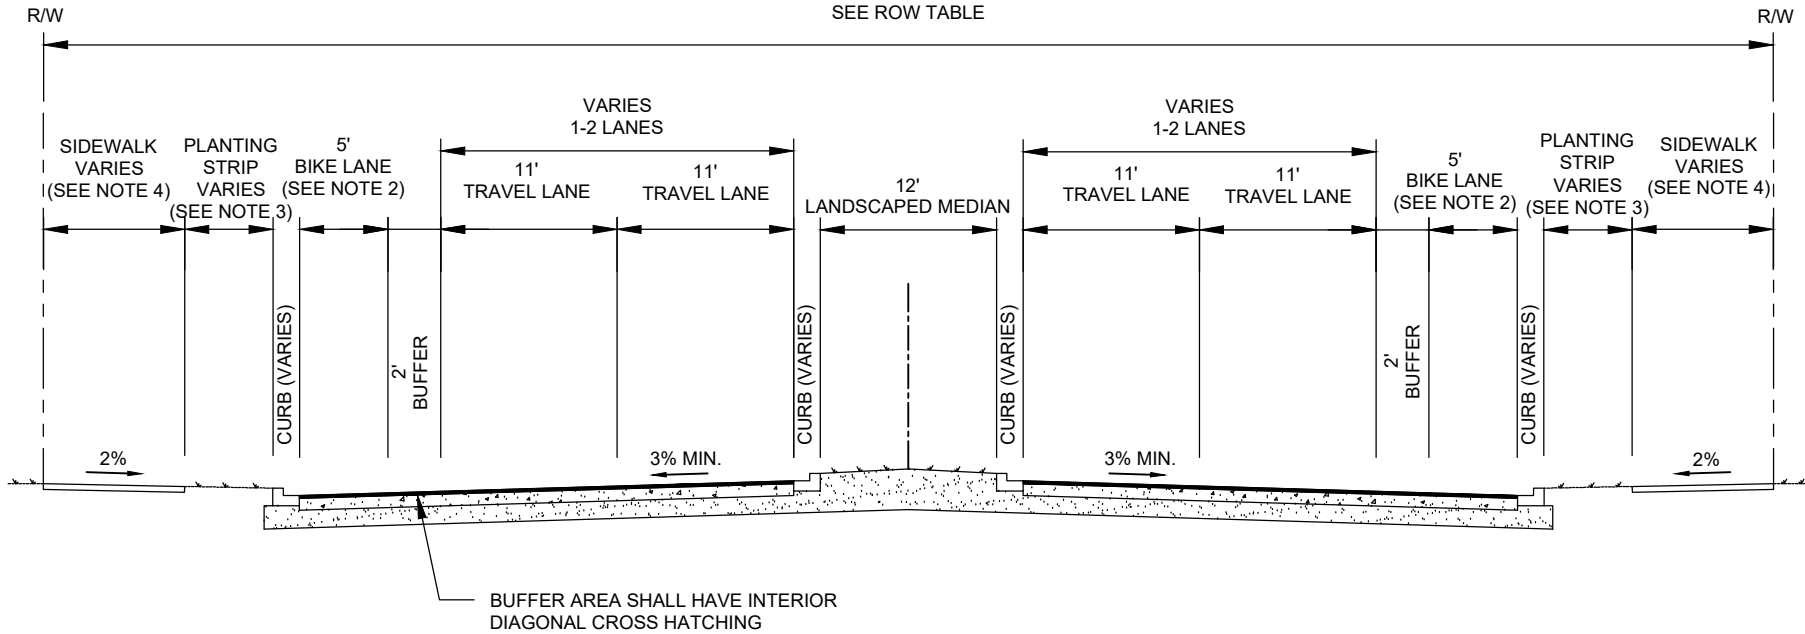 R/W
SEE ROW TABLE
R/W
SIDEWALK
VARIES
(SEE NOTE 4)
PLANTING
STRIP
VARIES
(SEE NOTE 3)
5'
BIKE LANE
(SEE NOTE 2)
VARIES
1-2 LANES
11'
TRAVEL LANE
11'
TRAVEL LANE
12'
LANDSCAPED MEDIAN
VARIES
1-2 LANES
11'
TRAVEL LANE
11'
TRAVEL LANE
5'
BIKE LANE
(SEE NOTE 2)
PLANTING
STRIP
VARIES
(SEE NOTE 3)
SIDEWALK
VARIES
(SEE NOTE 4)
CURB (VARIES)
2'
BUFFER
CURB (VARIES)
CURB (VARIES)
2'
BUFFER
CURB (VARIES)
2%
3% MIN.
3% MIN.
2%
BUFFER AREA SHALL HAVE INTERIOR
DIAGONAL CROSS HATCHING